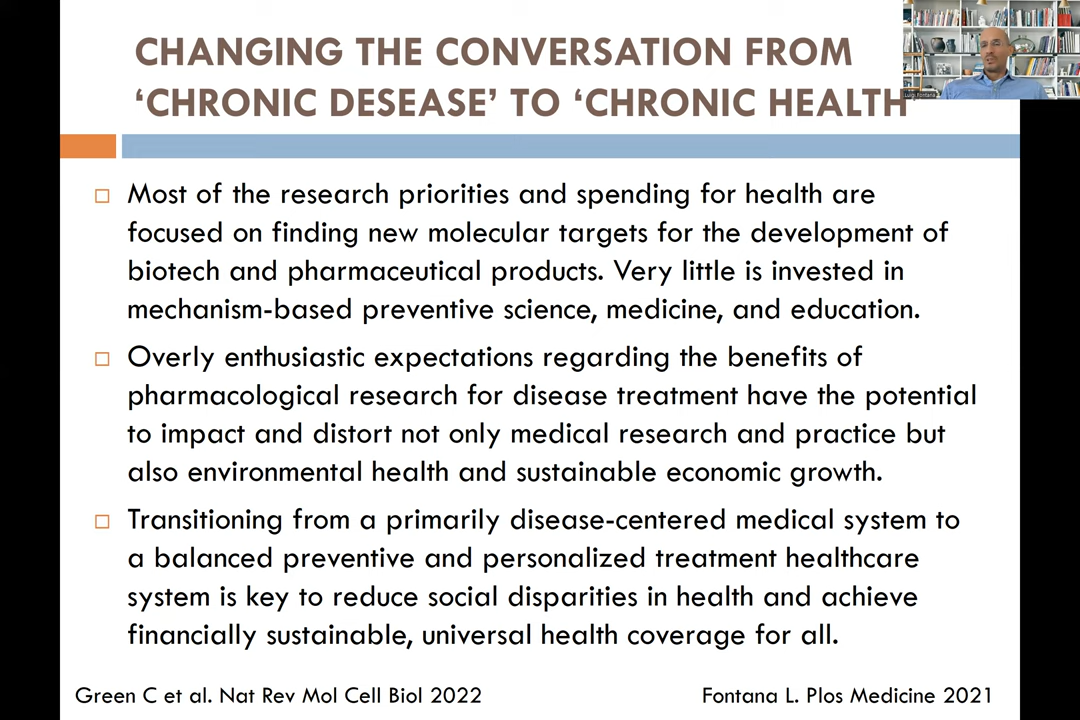 CHANGING THE CONVERSATION FROM
‘CHRONIC DESEASE’ TO ‘CHRONIC HEALTH
Luigi Fontana
Most of the research priorities and spending for health are
focused on finding new molecular targets for the development of
biotech and pharmaceutical products. Very little is invested in
mechanism-based preventive science, medicine, and education.
Overly enthusiastic expectations regarding the benefits of
pharmacological research for disease treatment have the potential
to impact and distort not only medical research and practice but
also environmental health and sustainable economic growth.
Transitioning from a primarily disease-centered medical system to
a balanced preventive and personalized treatment healthcare
system is key to reduce social disparities in health and achieve
financially sustainable, universal health coverage for all.
Green C et al. Nat Rev Mol Cell Biol 2022
Fontana L. Plos Medicine 2021